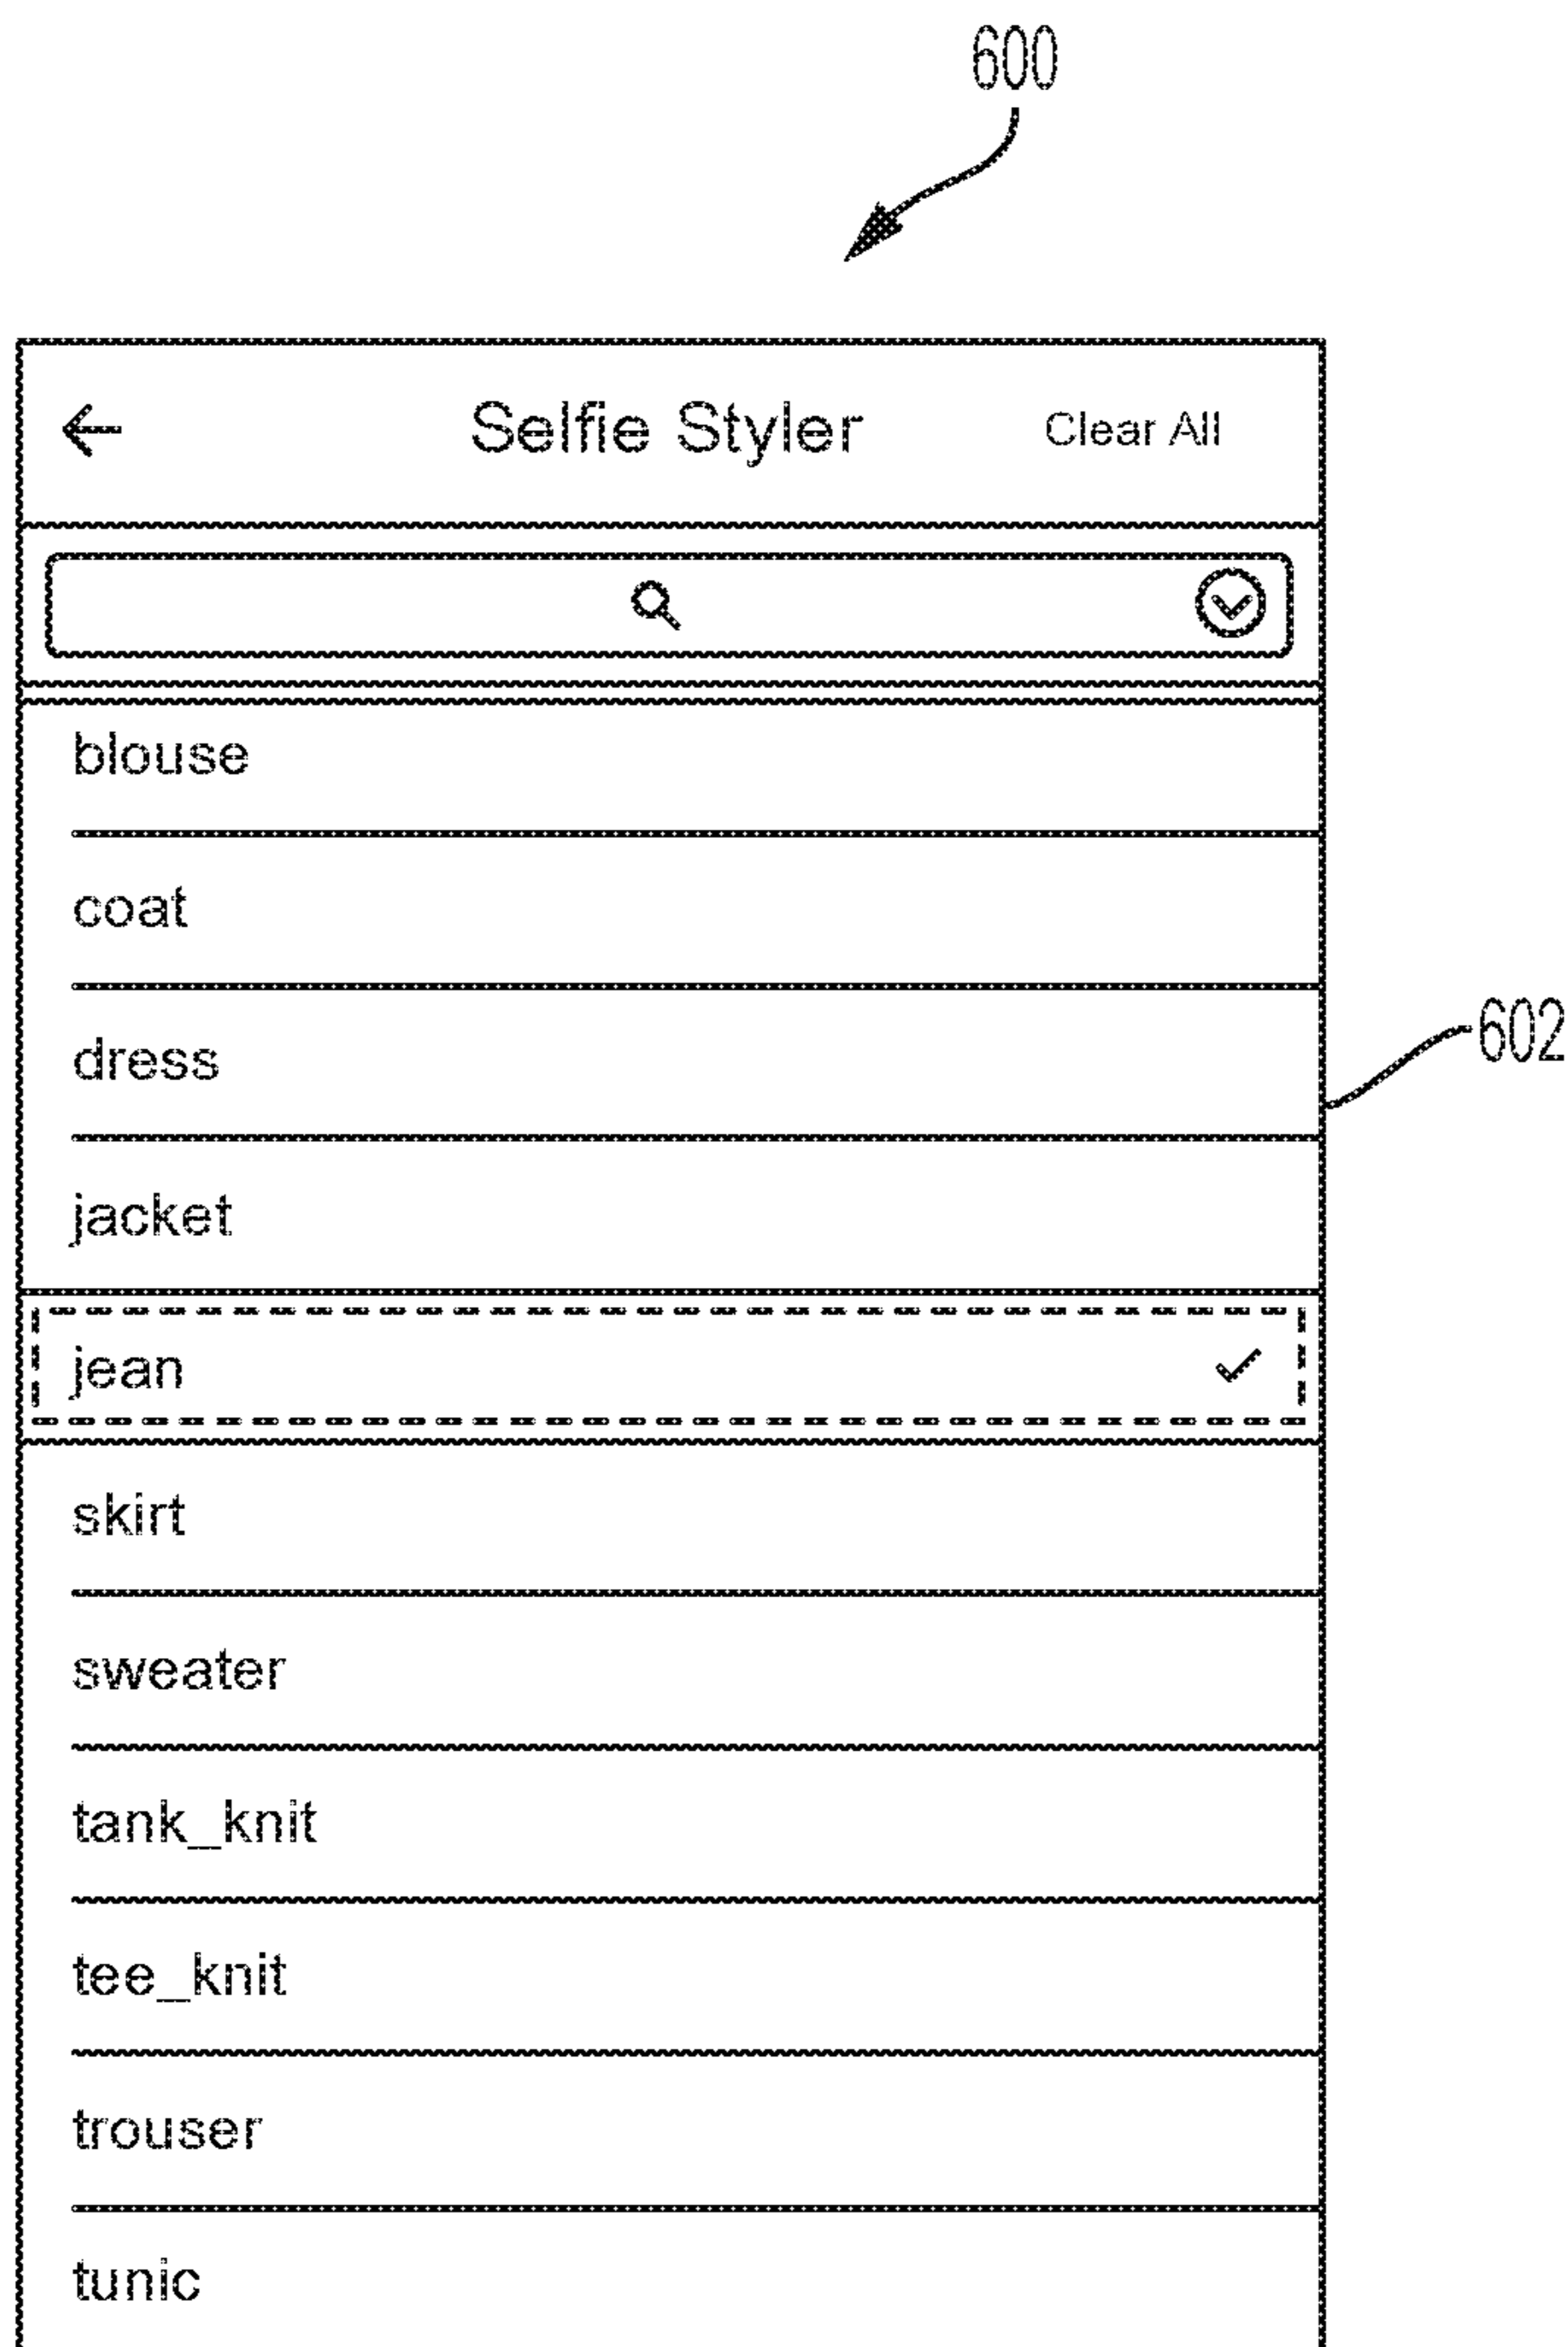 600
Selfie Styler Clear All
blouse
coat
dress
602
jacket
jean
skirt
sweater
tank_knit
tee_knit
trouser
tunic